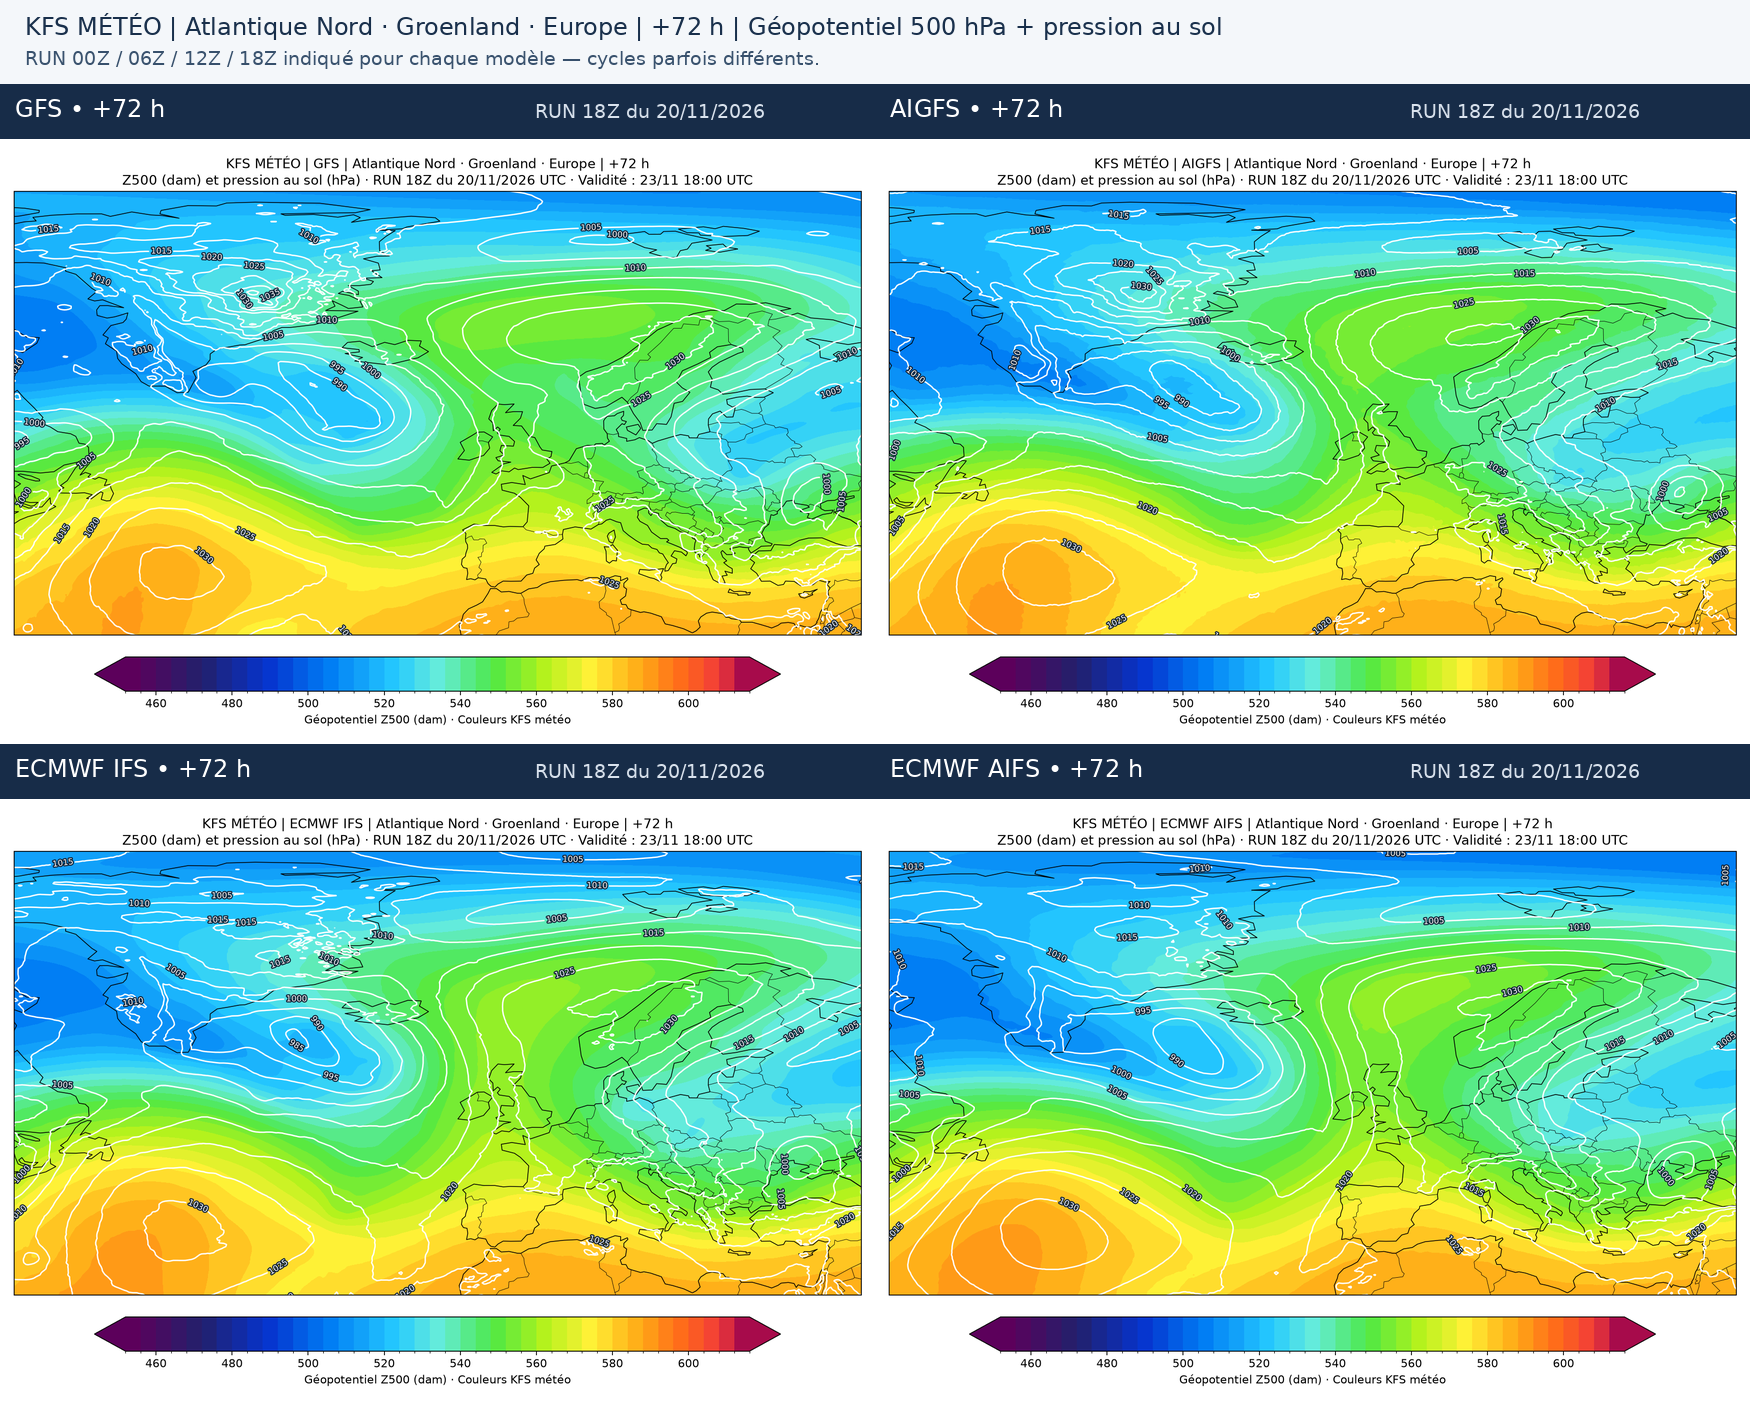 KFS MÉTÉO | Atlantique Nord · Groenland · Europe | +72 h | Géopotentiel 500 hPa + pression au sol
RUN 00Z / 06Z / 12Z / 18Z indiqué pour chaque modèle — cycles parfois différents.
GFS • +72 h
RUN 18Z du 20/11/2026
AIGFS • +72 h
RUN 18Z du 20/11/2026
KFS MÉTÉO | GFS | Atlantique Nord · Groenland · Europe | +72 h
Z500 (dam) et pression au sol (hPa) · RUN 18Z du 20/11/2026 UTC · Validité : 23/11 18:00 UTC
KFS MÉTÉO | AIGFS | Atlantique Nord · Groenland · Europe | +72 h
Z500 (dam) et pression au sol (hPa) · RUN 18Z du 20/11/2026 UTC · Validité : 23/11 18:00 UTC
460 480 500 520 540 560 580 600
Géopotentiel Z500 (dam) · Couleurs KFS météo
460 480 500 520 540 560 580 600
Géopotentiel Z500 (dam) · Couleurs KFS météo
ECMWF IFS • +72 h
RUN 18Z du 20/11/2026
ECMWF AIFS • +72 h
RUN 18Z du 20/11/2026
KFS MÉTÉO | ECMWF IFS | Atlantique Nord · Groenland · Europe | +72 h
Z500 (dam) et pression au sol (hPa) · RUN 18Z du 20/11/2026 UTC · Validité : 23/11 18:00 UTC
KFS MÉTÉO | ECMWF AIFS | Atlantique Nord · Groenland · Europe | +72 h
Z500 (dam) et pression au sol (hPa) · RUN 18Z du 20/11/2026 UTC · Validité : 23/11 18:00 UTC
460 480 500 520 540 560 580 600
Géopotentiel Z500 (dam) · Couleurs KFS météo
460 480 500 520 540 560 580 600
Géopotentiel Z500 (dam) · Couleurs KFS météo